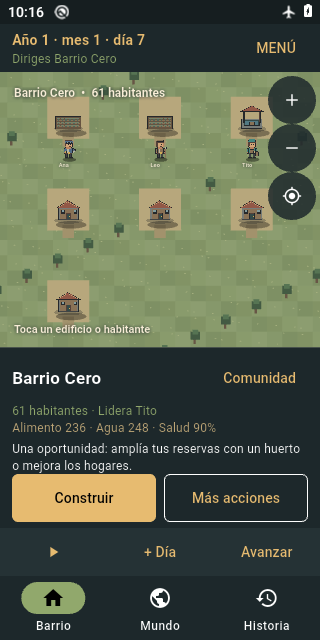 10:16
Año 1 · mes 1 · día 7
Diriges Barrio Cero
MENÚ
Barrio Cero • 61 habitantes
Ana
Leo
Tito
Toca un edificio o habitante
Barrio Cero
Comunidad
61 habitantes · Lidera Tito
Alimento 236 · Agua 248 · Salud 90%
Una oportunidad: amplía tus reservas con un huerto
o mejora los hogares.
Construir
Más acciones
+ Día
Avanzar
Barrio
Mundo
Historia